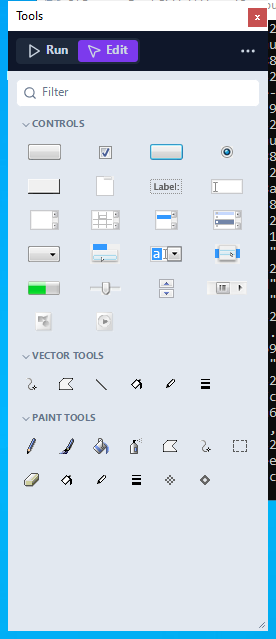 Tools
x
Run Edit ...
Filter
CONTROLS
Label:
a
VECTOR TOOLS
PAINT TOOLS